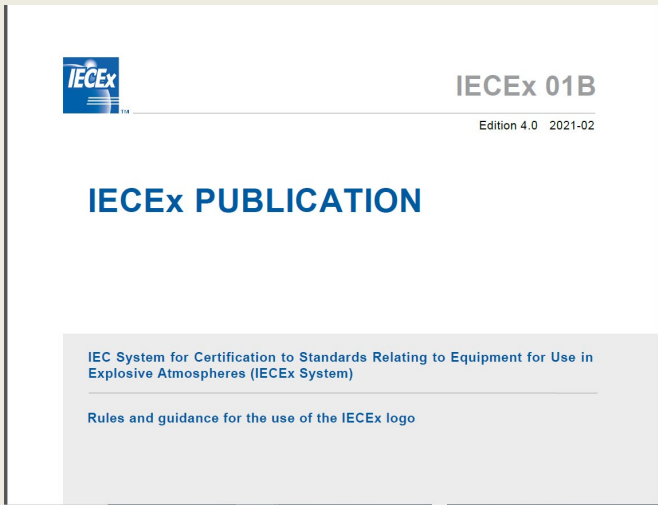 IECEx
TM
IECEx 01B
Edition 4.0 2021-02
IECEx PUBLICATION
IEC System for Certification to Standards Relating to Equipment for Use in
Explosive Atmospheres (IECEx System)
Rules and guidance for the use of the IECEx logo